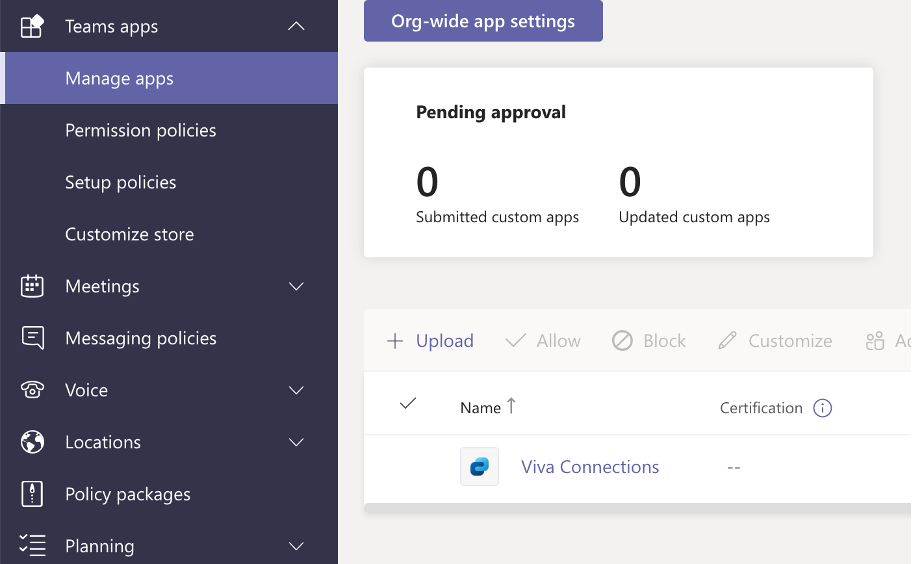 Teams apps
Manage apps
Permission policies
Setup policies
Customize store
Meetings
Messaging policies
Voice
Locations
Policy packages
Planning
Org-wide app settings
Pending approval
0 0
Submitted custom apps Updated custom apps
Upload Allow Block Customize
Name Certification
Viva Connections --